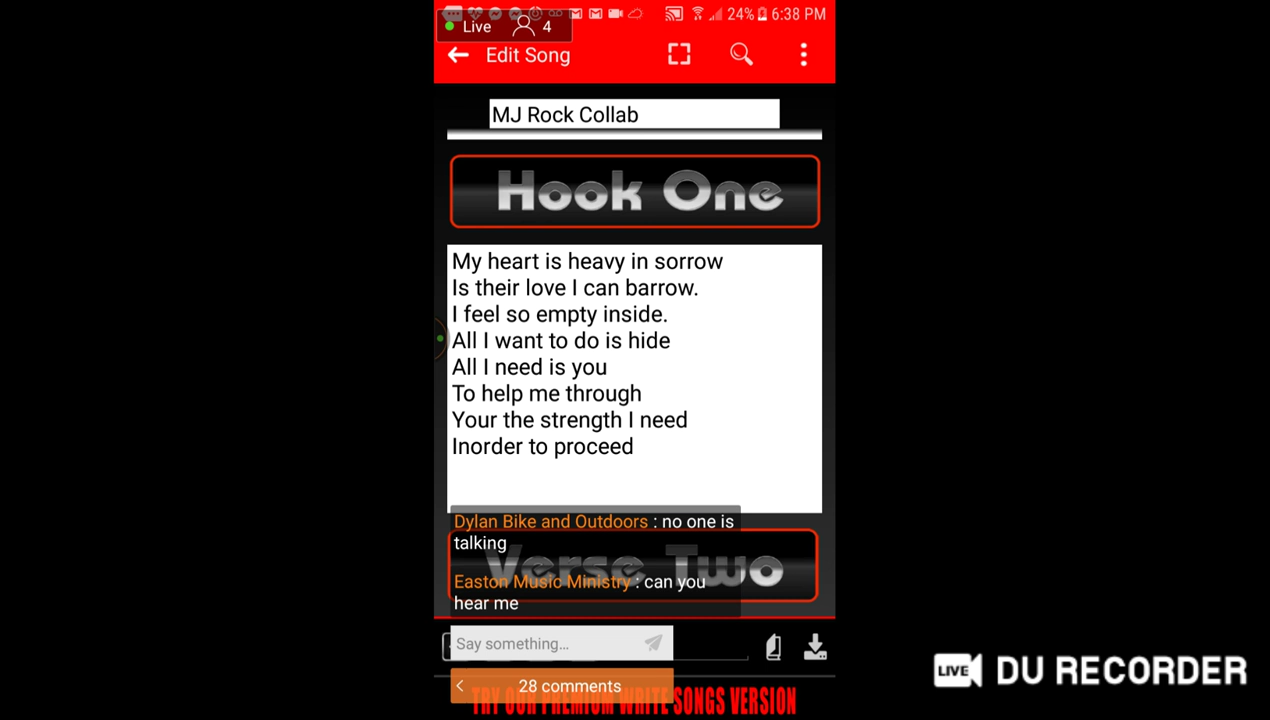 Live 4
24% 6:38 PM
Edit Song
MJ Rock Collab
Hook One
My heart is heavy in sorrow
Is their love I can barrow.
I feel so empty inside.
All I want to do is hide
All I need is you
To help me through
Your the strength I need
Inorder to proceed
Dylan Bike and Outdoors : no one is
talking
Verse Two
Easton Music Ministry : can you
hear me
Say something...
28 comments
TRY OUR PREMIUM WRITE SONGS VERSION
LIVE DU RECORDER